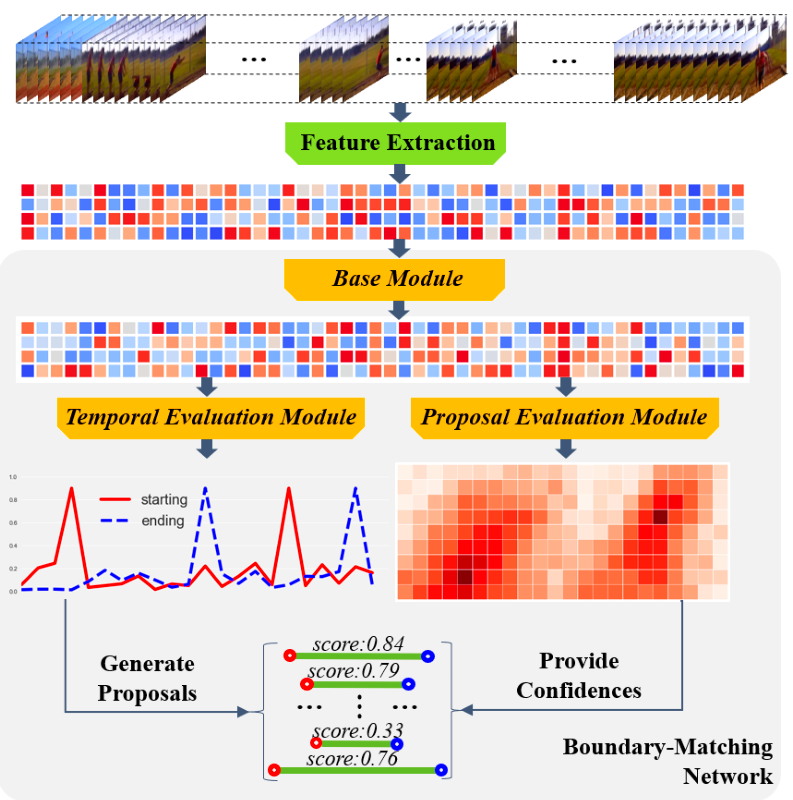 Feature Extraction
Base Module
Temporal Evaluation Module
Proposal Evaluation Module
1.0
0.8
0.6
0.4
0.2
0.0
starting
ending
Generate
Proposals
score:0.84
score:0.79
score:0.33
score:0.76
Provide
Confidences
Boundary-Matching
Network